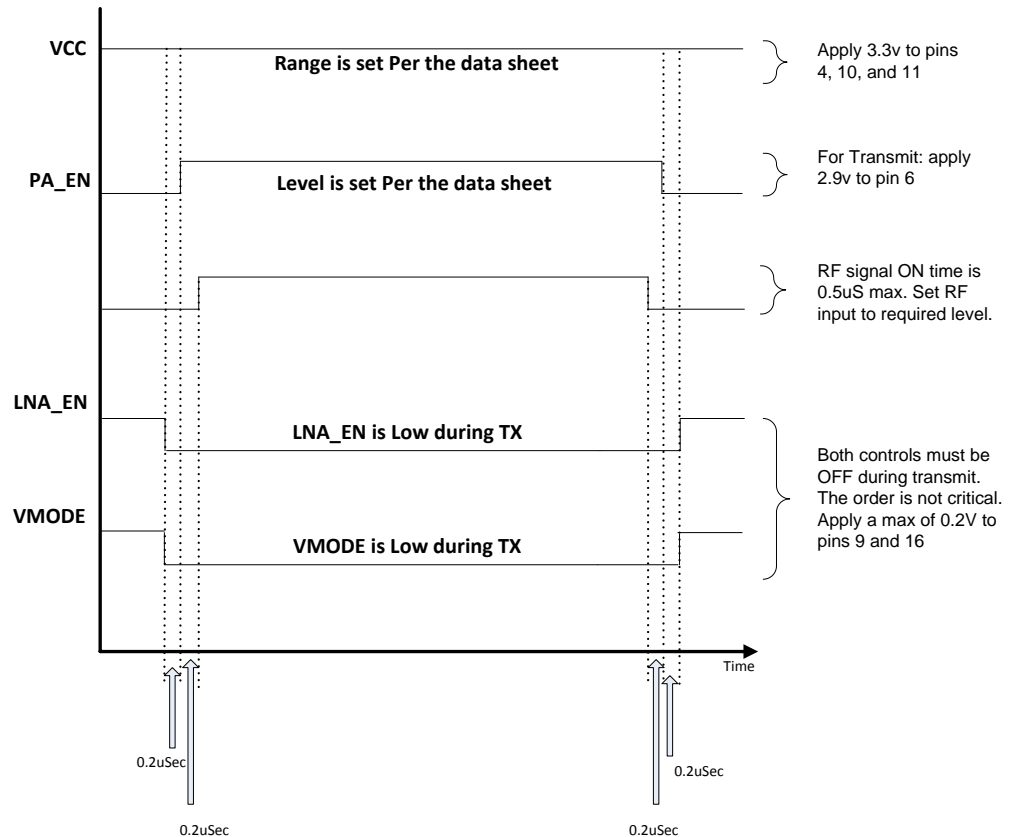 VCC
Range is set Per the data sheet
Apply 3.3v to pins
4, 10, and 11
PA_EN
Level is set Per the data sheet
For Transmit: apply
2.9v to pin 6
RF signal ON time is
0.5uS max. Set RF
input to required level.
LNA_EN
LNA_EN is Low during TX
VMODE
VMODE is Low during TX
Both controls must be
OFF during transmit.
The order is not critical.
Apply a max of 0.2V to
pins 9 and 16
Time
0.2uSec
0.2uSec
0.2uSec
0.2uSec